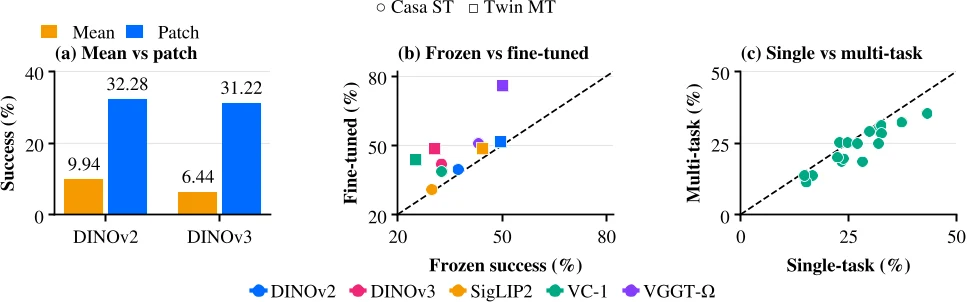 ○ Casa ST □ Twin MT
Mean Patch
(a) Mean vs patch
Success (%)
40
20
0
9.94
32.28
6.44
31.22
DINOv2 DINOv3
(b) Frozen vs fine-tuned
Fine-tuned (%)
80
50
20
20 50 80
Frozen success (%)
(c) Single vs multi-task
Multi-task (%)
50
25
0
0 25 50
Single-task (%)
DINOv2 DINOv3 SigLIP2 VC-1 VGGT-Ω